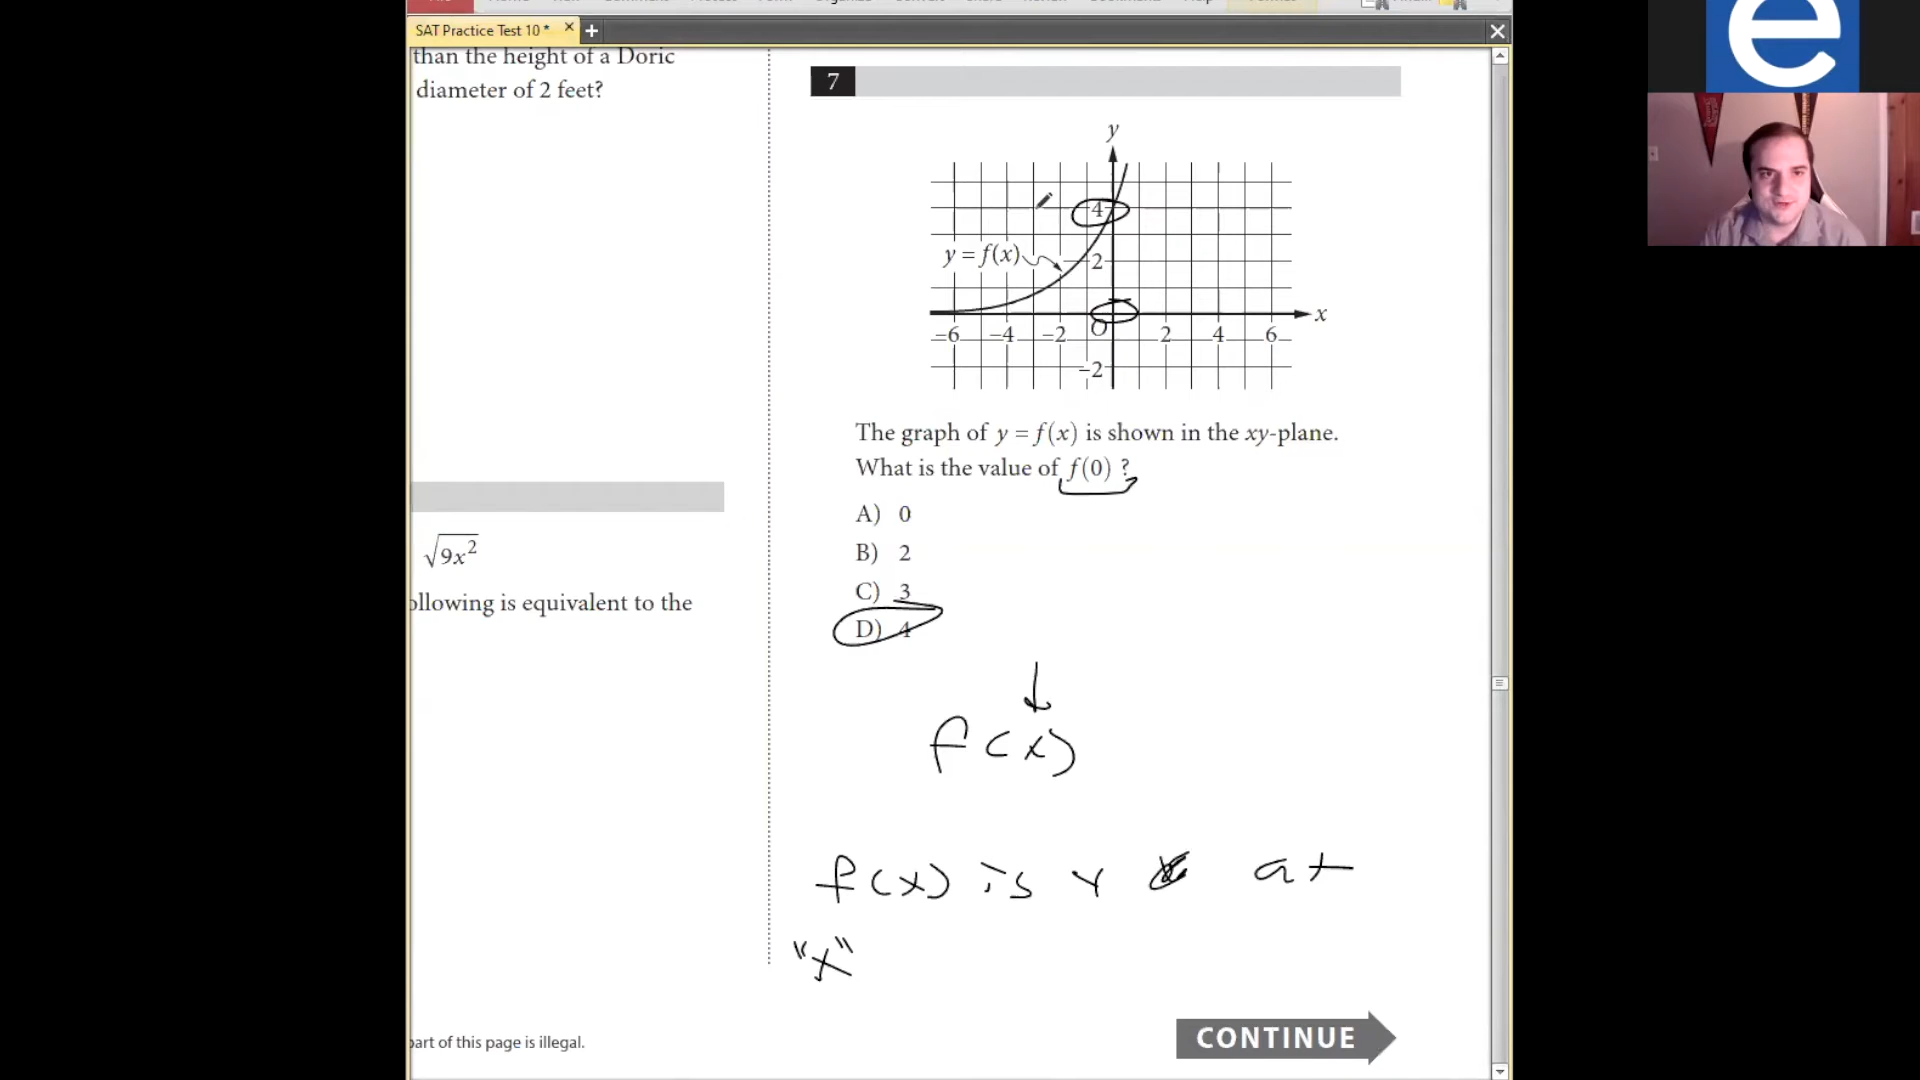 SAT Practice Test 10 *
than the height of a Doric
diameter of 2 feet?
√9x²
ollowing is equivalent to the
art of this page is illegal.
7
y
4
y = f(x)
2
x
-6 -4 -2 O 2 4 6
-2
The graph of y = f(x) is shown in the xy-plane.
What is the value of f(0) ?
A) 0
B) 2
C) 3
D) 4
f(x)
f(x) is Y at
"x"
CONTINUE
e